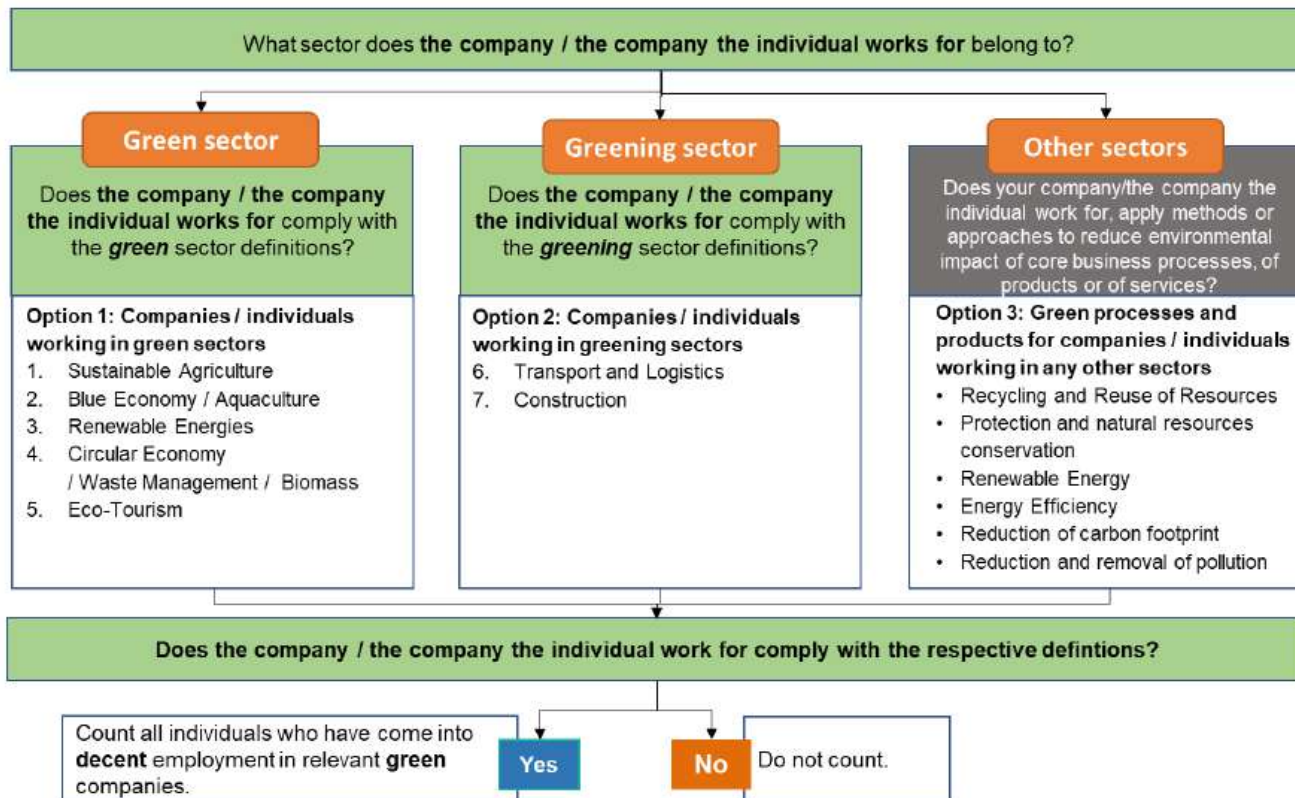 What sector does the company / the company the individual works for belong to?
Green sector
Does the company / the company
the individual works for comply with
the green sector definitions?
Option 1: Companies / individuals
working in green sectors
1. Sustainable Agriculture
2. Blue Economy / Aquaculture
3. Renewable Energies
4. Circular Economy
/ Waste Management / Biomass
5. Eco-Tourism
Greening sector
Does the company / the company
the individual works for comply with
the greening sector definitions?
Option 2: Companies / individuals
working in greening sectors
6. Transport and Logistics
7. Construction
Other sectors
Does your company/the company the
individual work for, apply methods or
approaches to reduce environmental
impact of core business processes, of
products or of services?
Option 3: Green processes and
products for companies / individuals
working in any other sectors
• Recycling and Reuse of Resources
• Protection and natural resources
conservation
• Renewable Energy
• Energy Efficiency
• Reduction of carbon footprint
• Reduction and removal of pollution
Does the company / the company the individual work for comply with the respective defintions?
Count all individuals who have come into
decent employment in relevant green
companies.
Yes
No
Do not count.